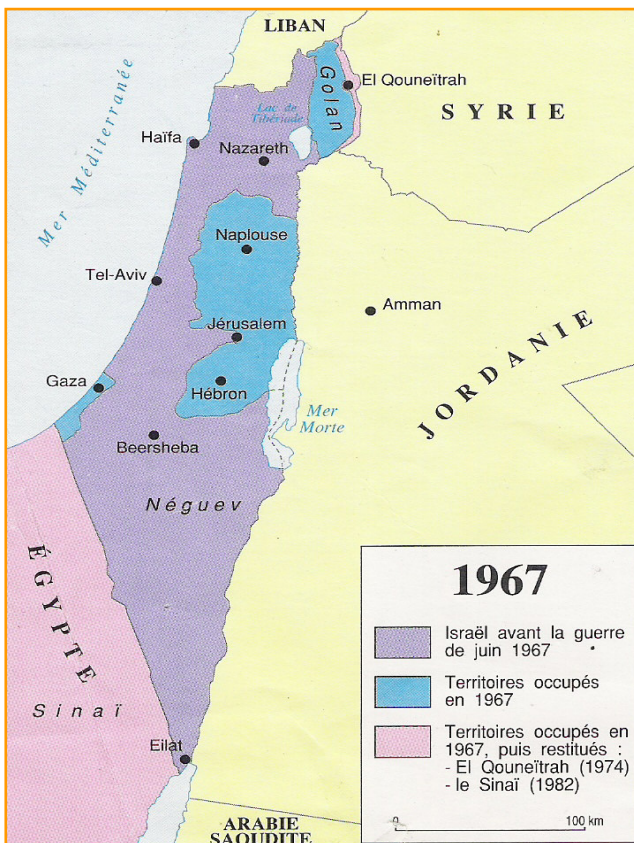 LIBAN
Mer Méditerranée
Golan
El Qouneïtrah
SYRIE
Lac de
Tibériade
Haïfa
Nazareth
Naplouse
Tel-Aviv
Amman
Jérusalem
JORDANIE
Gaza
Hébron
Mer
Morte
Beersheba
Néguev
ÉGYPTE
Sinaï
Eilat
ARABIE
SAOUDITE
1967
Israël avant la guerre
de juin 1967
Territoires occupés
en 1967
Territoires occupés en
1967, puis restitués :
- El Qouneïtrah (1974)
- le Sinaï (1982)
0 100 km